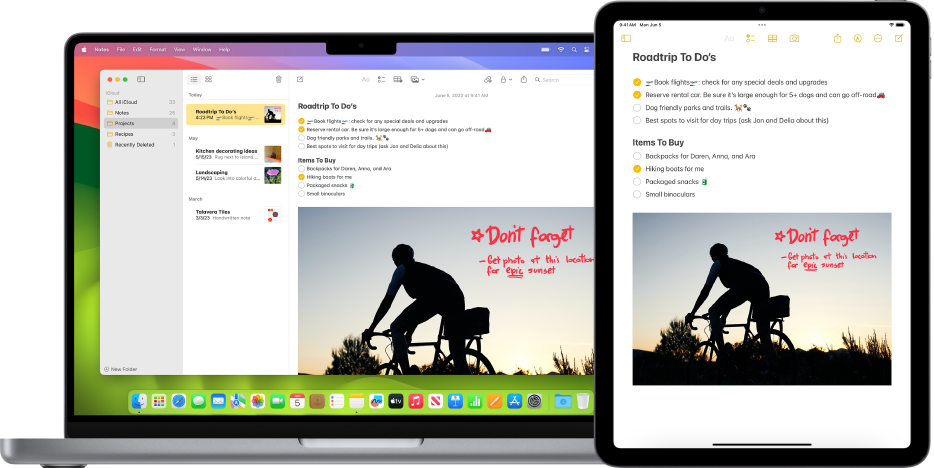 Notes File Edit Format View Window Help
iCloud
All iCloud
Notes
Projects 4
Recipes
Recently Deleted
New Folder
Today
Roadtrip To Do's
4:23 PM Book flights
May
Kitchen decorating ideas
5/15/23 Rug next to island ...
Landscaping
5/14/23 Look into colorful a...
March
Talavera Tiles
3/3/23 Handwritten note
Aa
Search
June 5, 2023 at 9:41 AM
Roadtrip To Do's
🛫Book flights🛫: check for any special deals and upgrades
Reserve rental car. Be sure it's large enough for 5+ dogs and can go off-road🚙
Dog friendly parks and trails. 🐕🐾
Best spots to visit for day trips (ask Jon and Delia about this)
Items To Buy
Backpacks for Daren, Anna, and Ara
Hiking boots for me
Packaged snacks 🧃
Small binoculars
Don't forget
- Get photo at this location
for epic sunset
5
tv
9:41 AM Mon Jun 5
Aa
Roadtrip To Do's
🛫Book flights🛫: check for any special deals and upgrades
Reserve rental car. Be sure it's large enough for 5+ dogs and can go off-road🚙
Dog friendly parks and trails. 🐕🐾
Best spots to visit for day trips (ask Jon and Delia about this)
Items To Buy
Backpacks for Daren, Anna, and Ara
Hiking boots for me
Packaged snacks 🧃
Small binoculars
Don't forget
- Get photo at this location
for epic sunset